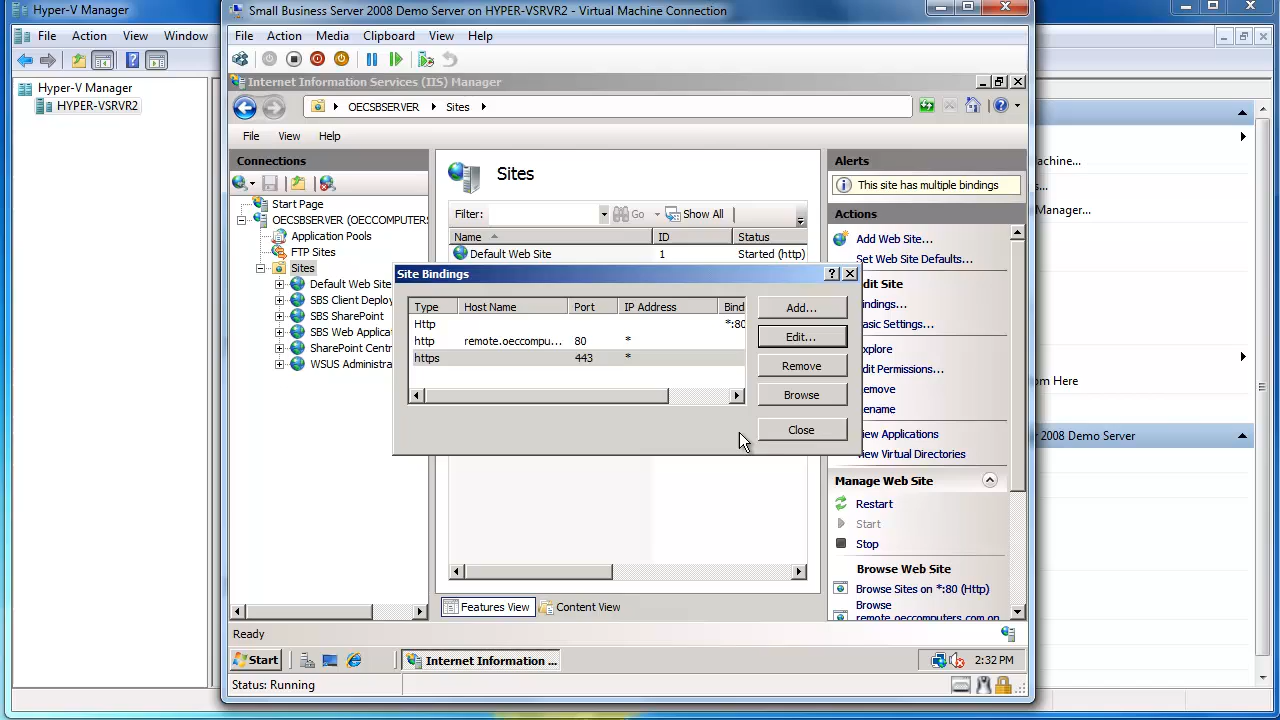 Hyper-V Manager
File Action View Window
Hyper-V Manager
HYPER-VSRVR2
Small Business Server 2008 Demo Server on HYPER-VSRVR2 - Virtual Machine Connection
File Action Media Clipboard View Help
Internet Information Services (IIS) Manager
OECSBSERVER Sites
File View Help
Connections
Start Page
OECSBSERVER (OECCOMPUTERS
Application Pools
FTP Sites
Sites
Default Web Site
SBS Client Deploy
SBS SharePoint
SBS Web Applica
SharePoint Centr
WSUS Administra
Sites
Filter: Go Show All
Name ID Status
Default Web Site 1 Started (http)
Site Bindings
Type Host Name Port IP Address Bind
Http *:80
http remote.oeccompu... 80 *
https 443 *
Add...
Edit...
Remove
Browse
Close
Features View Content View
Alerts
This site has multiple bindings
Actions
Add Web Site...
Set Web Site Defaults...
dit Site
ndings...
asic Settings...
xplore
dit Permissions...
emove
ename
iew Applications
iew Virtual Directories
Manage Web Site
Restart
Start
Stop
Browse Web Site
Browse Sites on *:80 (Http)
Browse
remote.oeccomputers.com on
Ready
Start Internet Information ... 2:32 PM
Status: Running
achine...
s...
Manager...
om Here
2008 Demo Server